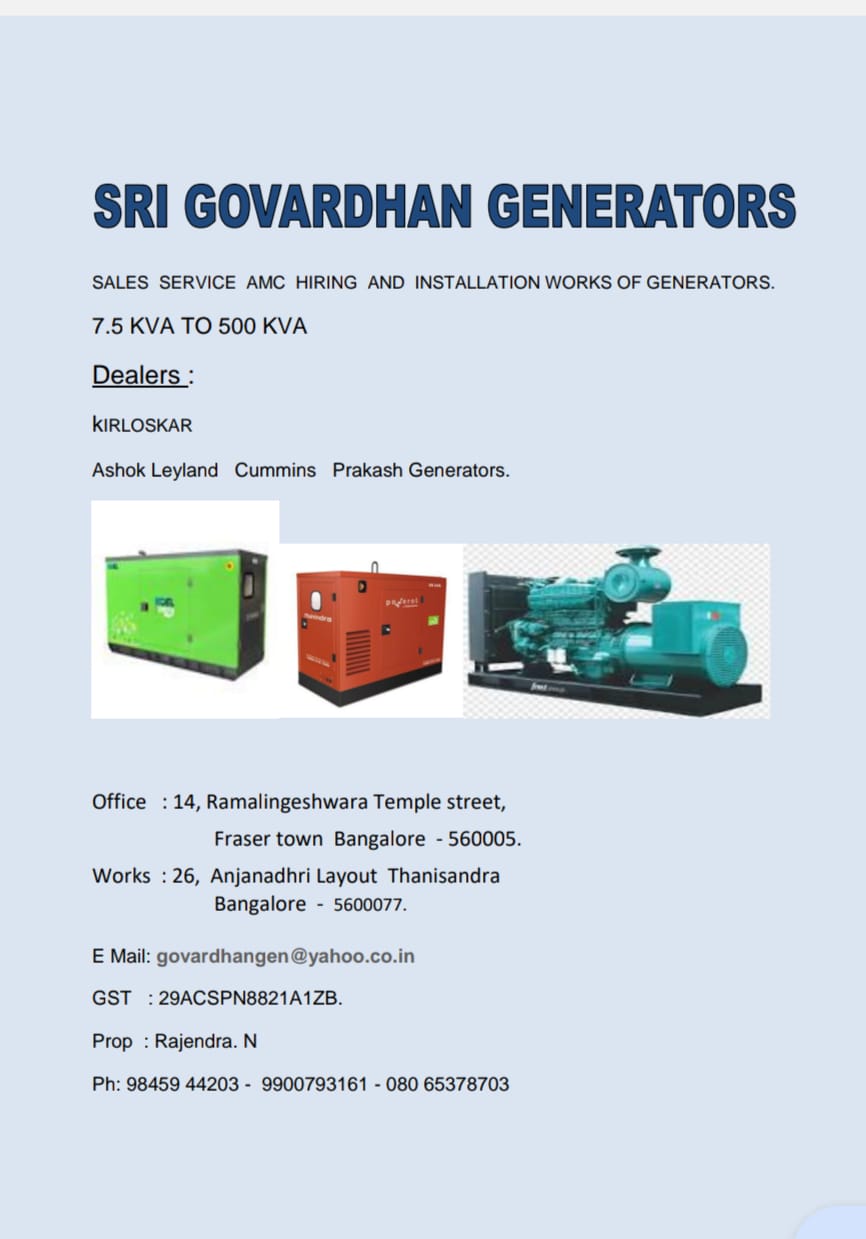 SRI GOVARDHAN GENERATORS
SALES SERVICE AMC HIRING AND INSTALLATION WORKS OF GENERATORS.
7.5 KVA TO 500 KVA
Dealers :
kIRLOSKAR
Ashok Leyland Cummins Prakash Generators.
mahindra
powerol
Office : 14, Ramalingeshwara Temple street,
Fraser town Bangalore - 560005.
Works : 26, Anjanadhri Layout Thanisandra
Bangalore - 5600077.
E Mail: govardhangen@yahoo.co.in
GST : 29ACSPN8821A1ZB.
Prop : Rajendra. N
Ph: 98459 44203 - 9900793161 - 080 65378703